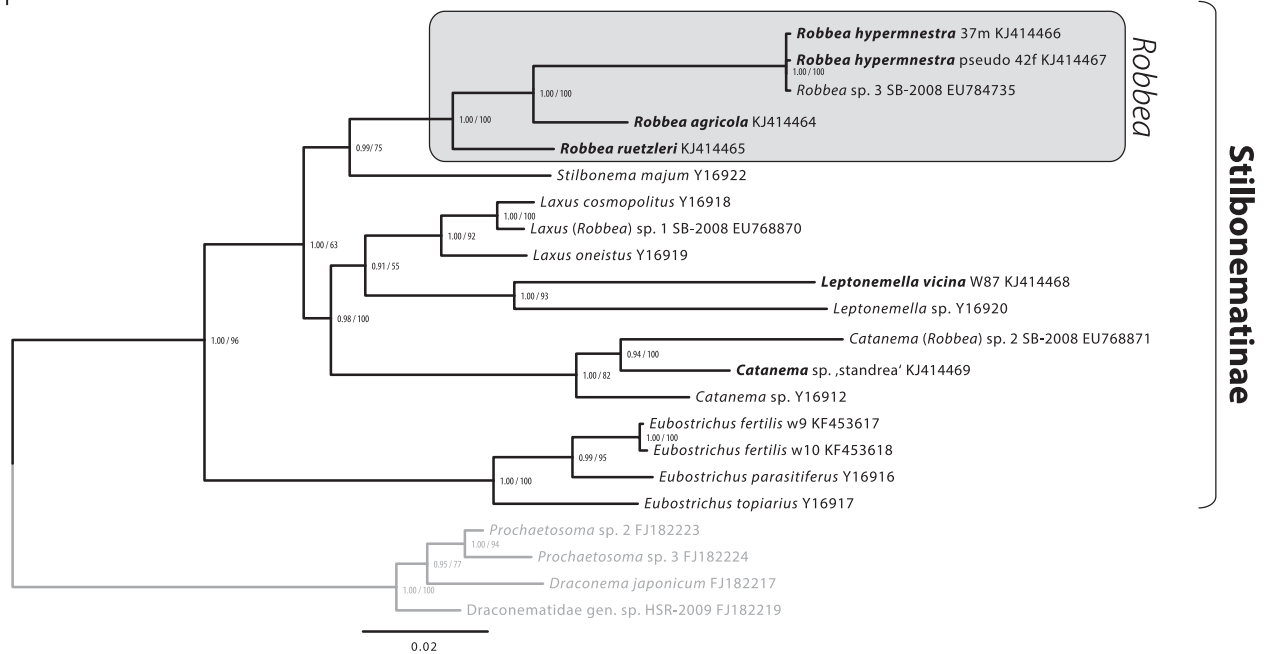 Robbea hypermnestra 37m KJ414466
Robbea hypermnestra pseudo 42f KJ414467
1.00 / 100
Robbea sp. 3 SB-2008 EU784735
1.00 / 100
Robbea agricola KJ414464
1.00 / 100
Robbea ruetzleri KJ414465
Robbea
0.99 / 75
Stilbonema majum Y16922
Laxus cosmopolitus Y16918
1.00 / 100
Laxus (Robbea) sp. 1 SB-2008 EU768870
1.00 / 92
Laxus oneistus Y16919
1.00 / 63
0.91 / 55
Leptonemella vicina W87 KJ414468
1.00 / 93
Leptonemella sp. Y16920
0.98 / 100
Catanema (Robbea) sp. 2 SB-2008 EU768871
0.94 / 100
Catanema sp. ‚standrea‘ KJ414469
1.00 / 82
Catanema sp. Y16912
1.00 / 96
Eubostrichus fertilis w9 KF453617
1.00 / 100
Eubostrichus fertilis w10 KF453618
0.99 / 95
Eubostrichus parasitiferus Y16916
1.00 / 100
Eubostrichus topiarius Y16917
Stilbonematinae
Prochaetosoma sp. 2 FJ182223
1.00 / 94
Prochaetosoma sp. 3 FJ182224
0.95 / 77
Draconema japonicum FJ182217
1.00 / 100
Draconematidae gen. sp. HSR-2009 FJ182219
0.02